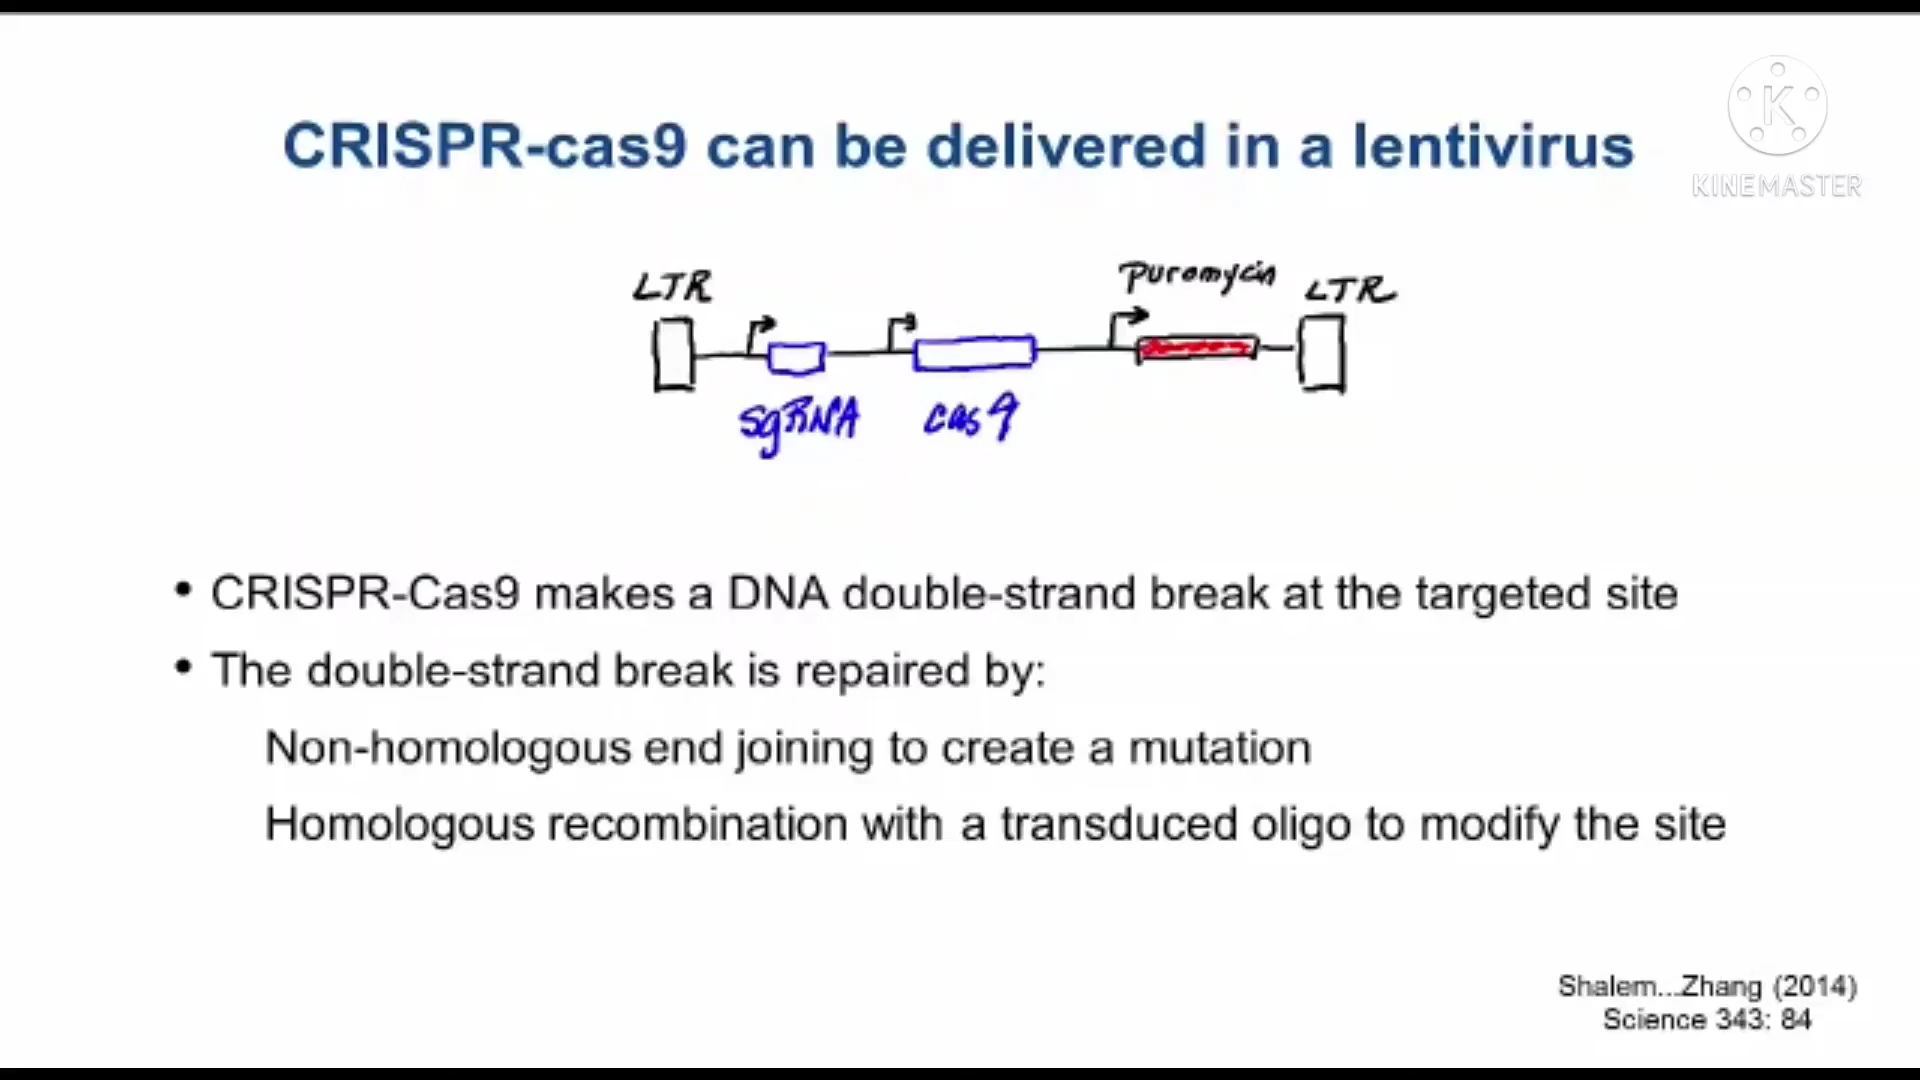 CRISPR-cas9 can be delivered in a lentivirus
K
KINEMASTER
LTR
Puromycin
LTR
sgRNA
cas9
• CRISPR-Cas9 makes a DNA double-strand break at the targeted site
• The double-strand break is repaired by:
Non-homologous end joining to create a mutation
Homologous recombination with a transduced oligo to modify the site
Shalem...Zhang (2014)
Science 343: 84